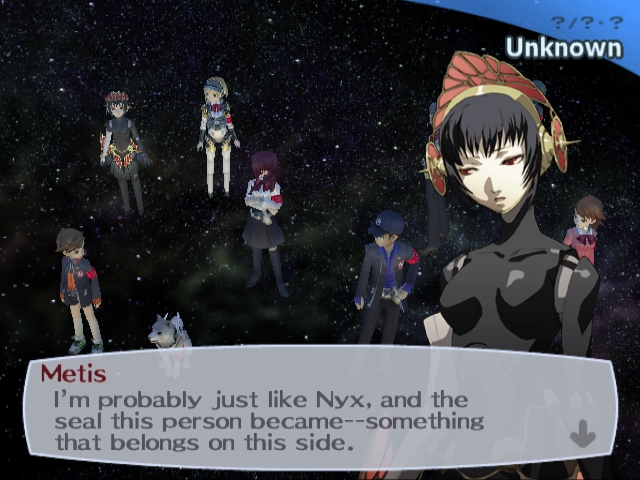 ?/?・?
Unknown
Metis
I'm probably just like Nyx, and the
seal this person became--something
that belongs on this side.